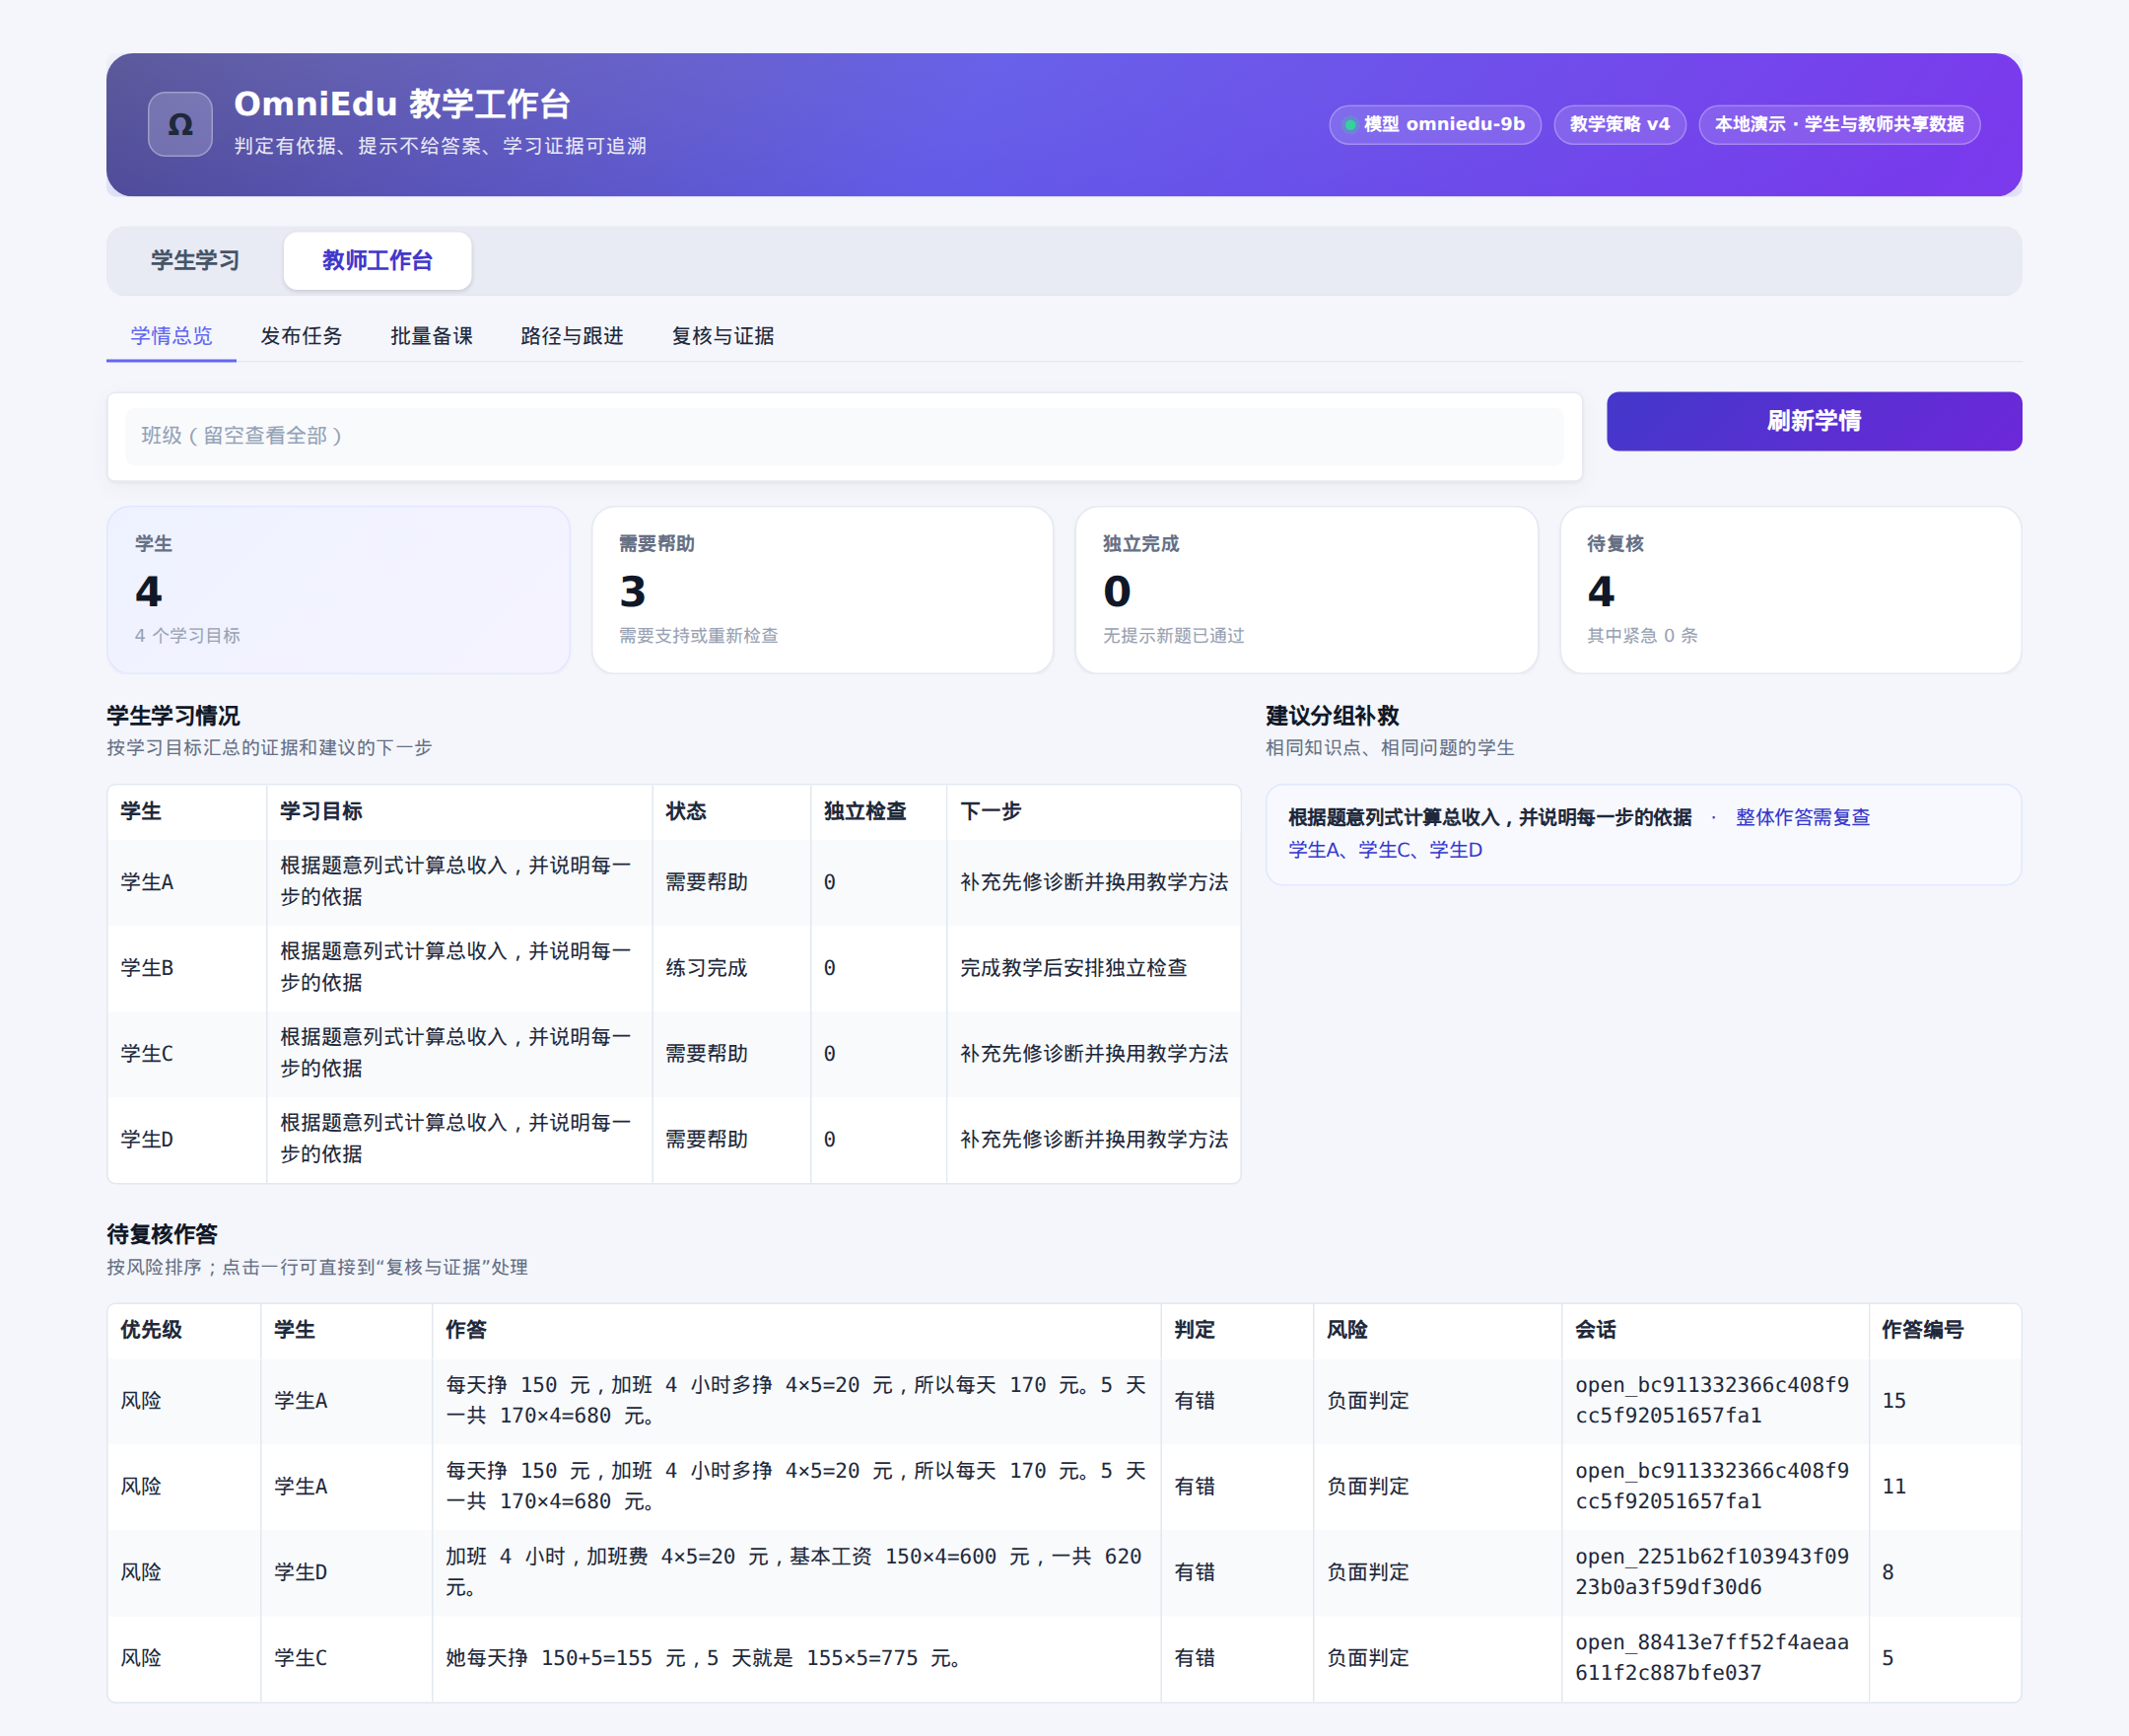 Ω
OmniEdu 教学工作台
判定有依据、提示不给答案、学习证据可追溯
模型 omniedu-9b
教学策略 v4
本地演示 · 学生与教师共享数据
学生学习
教师工作台
学情总览
发布任务
批量备课
路径与跟进
复核与证据
班级（留空查看全部）
刷新学情
学生
4
4 个学习目标
需要帮助
3
需要支持或重新检查
独立完成
0
无提示新题已通过
待复核
4
其中紧急 0 条
学生学习情况
按学习目标汇总的证据和建议的下一步
学生 学习目标 状态 独立检查 下一步
学生A 根据题意列式计算总收入，并说明每一
步的依据 需要帮助 0 补充先修诊断并换用教学方法
学生B 根据题意列式计算总收入，并说明每一
步的依据 练习完成 0 完成教学后安排独立检查
学生C 根据题意列式计算总收入，并说明每一
步的依据 需要帮助 0 补充先修诊断并换用教学方法
学生D 根据题意列式计算总收入，并说明每一
步的依据 需要帮助 0 补充先修诊断并换用教学方法
建议分组补救
相同知识点、相同问题的学生
根据题意列式计算总收入，并说明每一步的依据 · 整体作答需复查
学生A、学生C、学生D
待复核作答
按风险排序；点击一行可直接到“复核与证据”处理
优先级 学生 作答 判定 风险 会话 作答编号
风险 学生A 每天挣 150 元，加班 4 小时多挣 4×5=20 元，所以每天 170 元。5 天
一共 170×4=680 元。 有错 负面判定 open_bc911332366c408f9
cc5f92051657fa1 15
风险 学生A 每天挣 150 元，加班 4 小时多挣 4×5=20 元，所以每天 170 元。5 天
一共 170×4=680 元。 有错 负面判定 open_bc911332366c408f9
cc5f92051657fa1 11
风险 学生D 加班 4 小时，加班费 4×5=20 元，基本工资 150×4=600 元，一共 620
元。 有错 负面判定 open_2251b62f103943f09
23b0a3f59df30d6 8
风险 学生C 她每天挣 150+5=155 元，5 天就是 155×5=775 元。 有错 负面判定 open_88413e7ff52f4aeaa
611f2c887bfe037 5